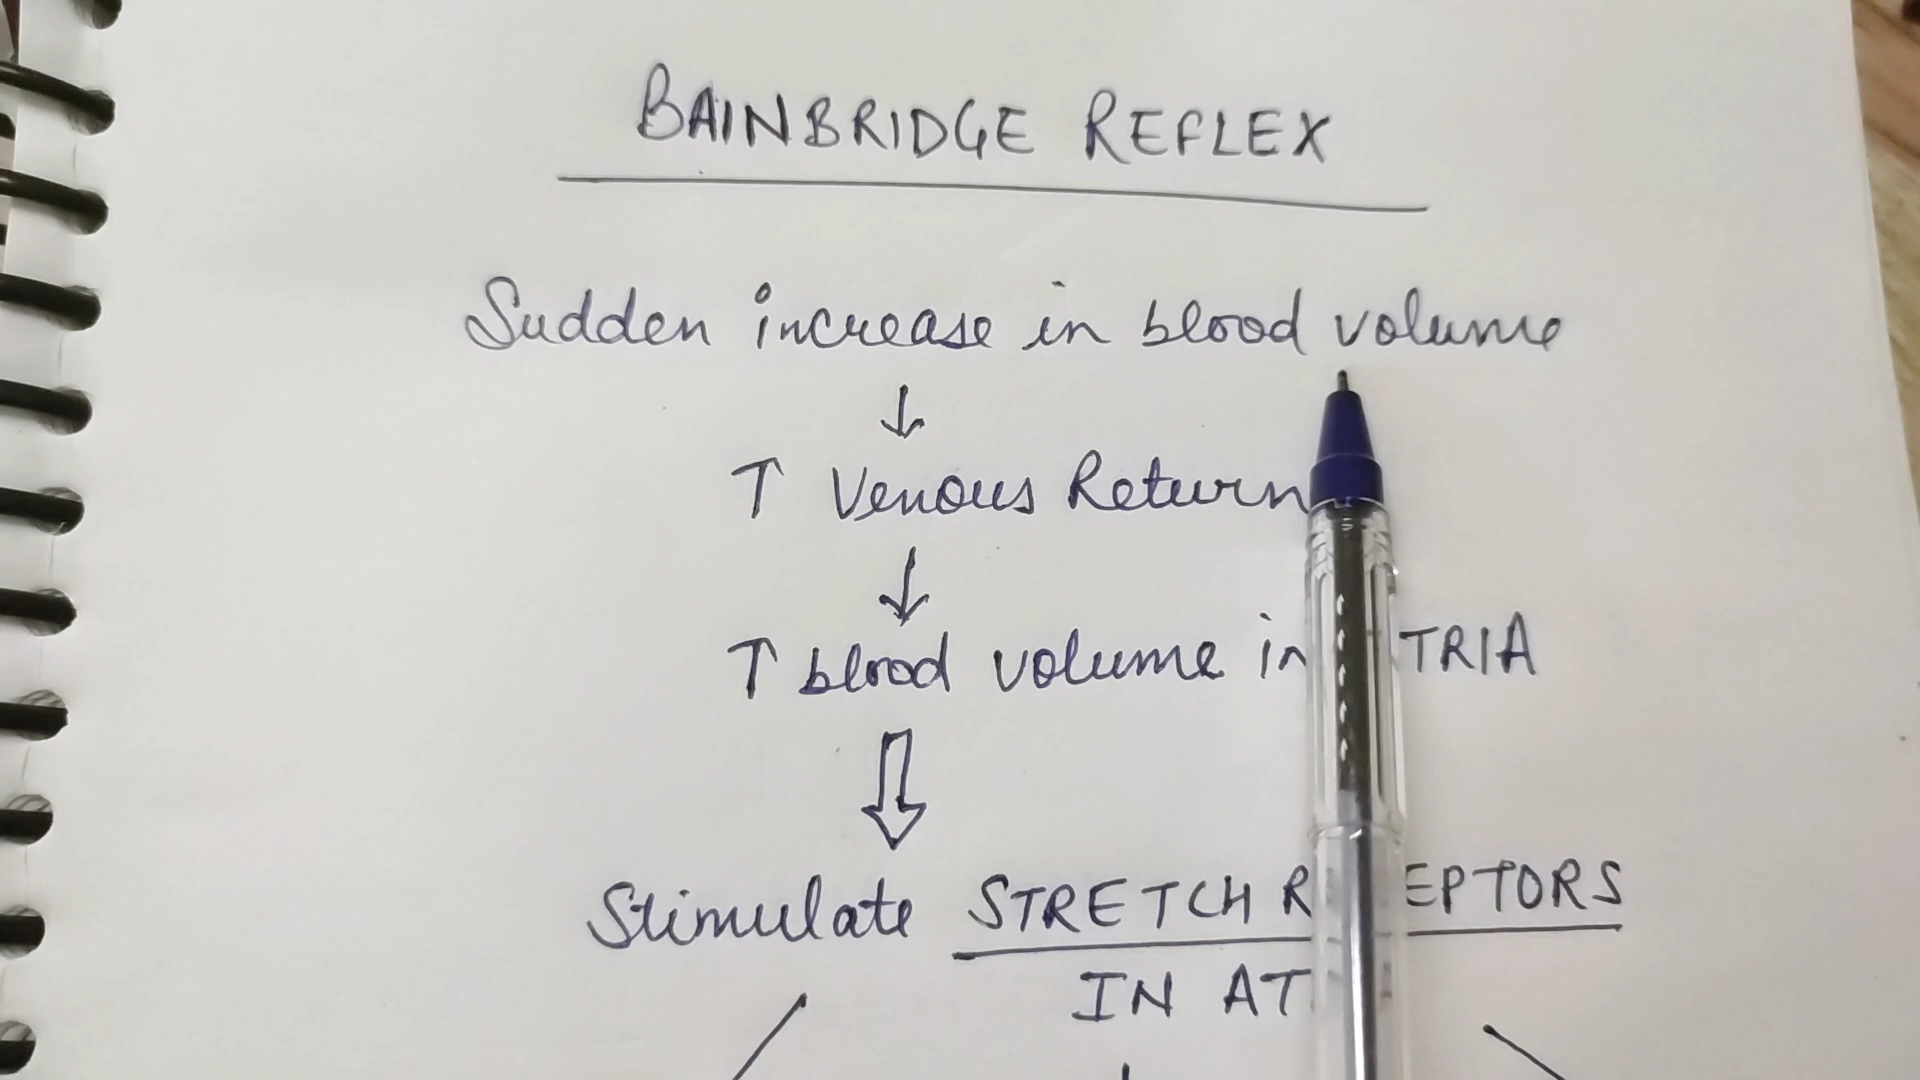 BAINBRIDGE REFLEX
Sudden increase in blood volume
↓
↑ Venous Return
↓
↑ blood volume in TRIA
⇩
Stimulate STRETCH R EPTORS
IN AT